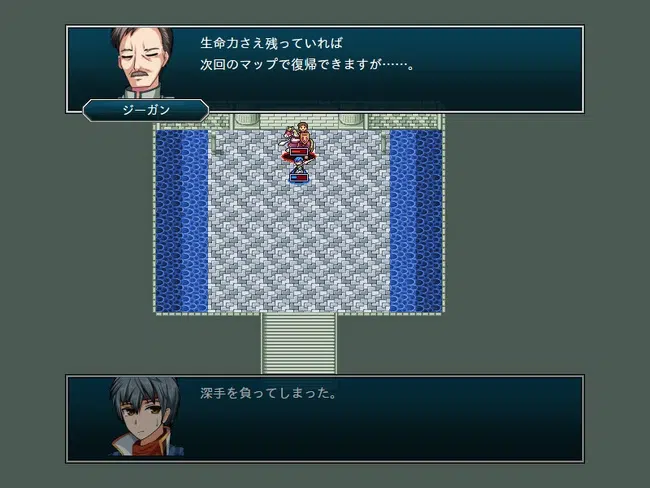 生命力さえ残っていれば
次回のマップで復帰できますが……。
ジーガン
深手を負ってしまった。